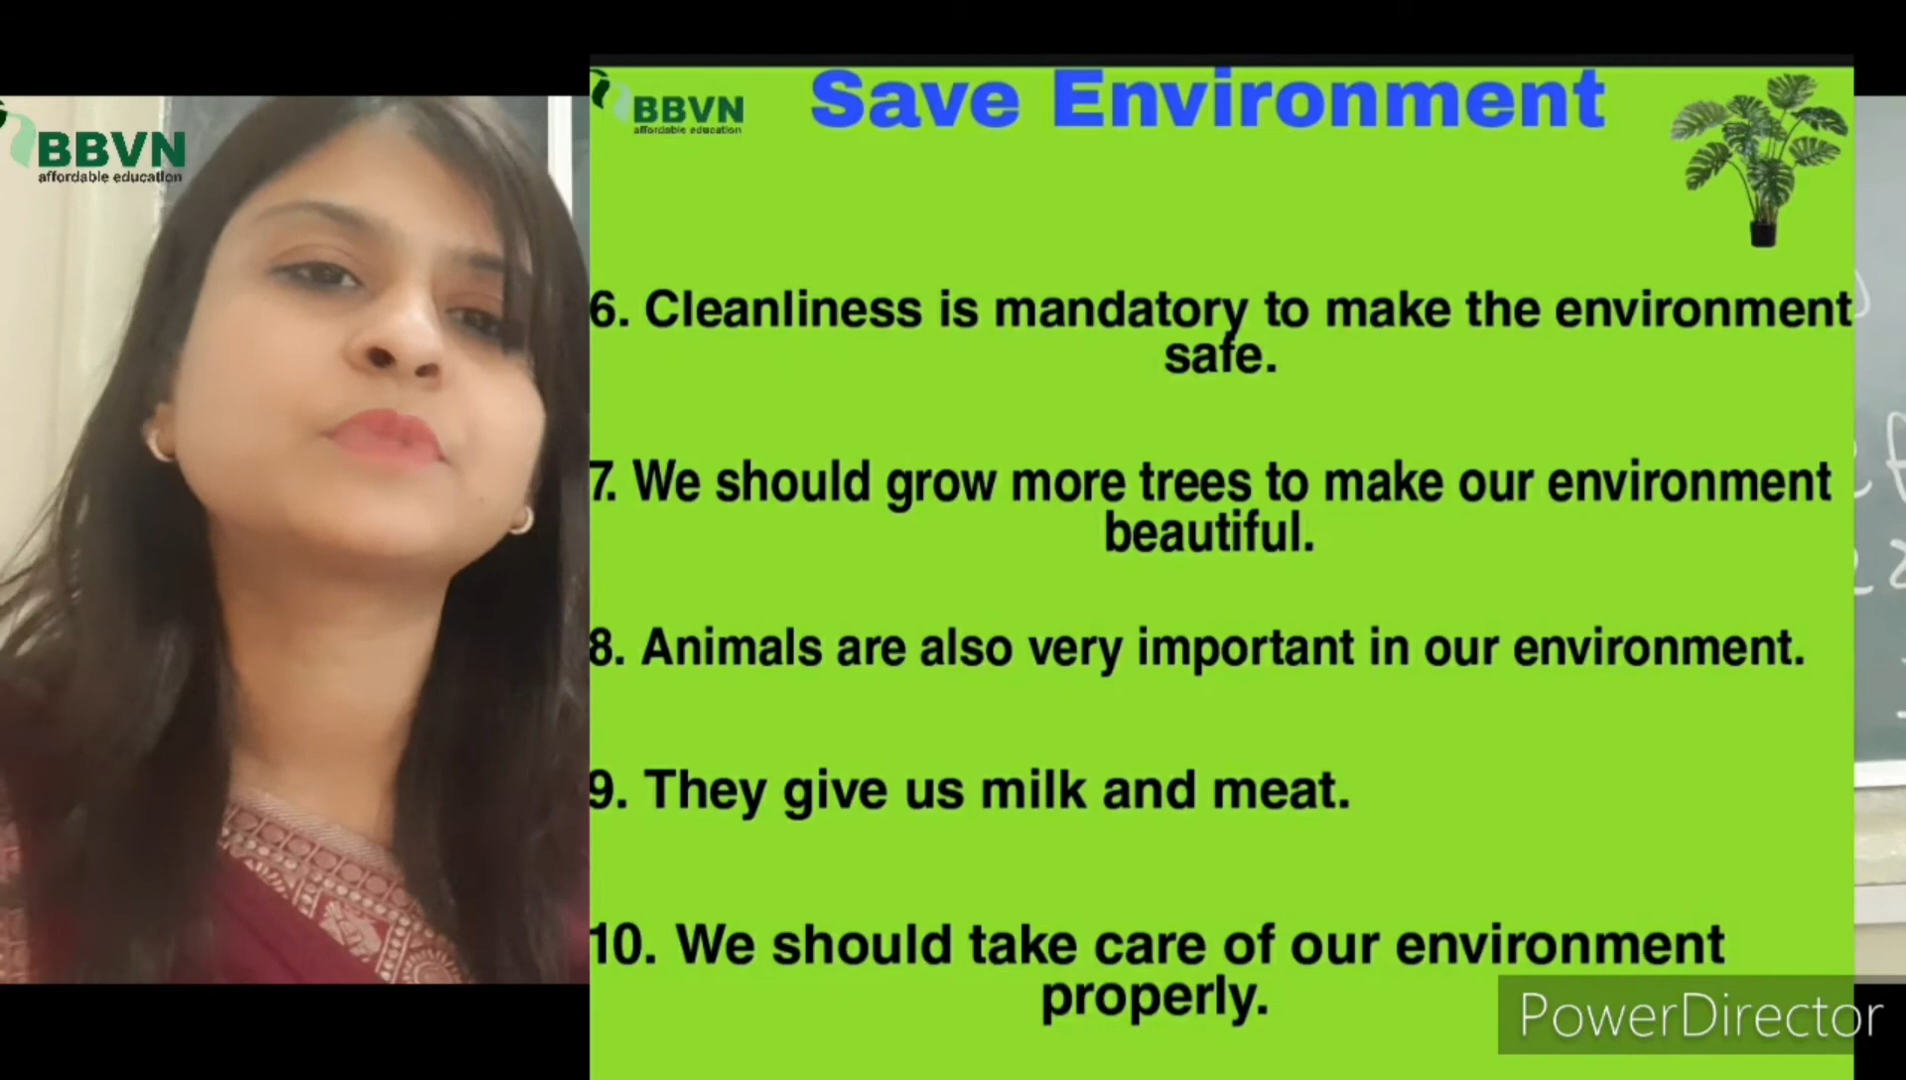 BBVN
affordable education
BBVN
affordable education
Save Environment
6. Cleanliness is mandatory to make the environment
safe.
7. We should grow more trees to make our environment
beautiful.
8. Animals are also very important in our environment.
9. They give us milk and meat.
10. We should take care of our environment
properly.
PowerDirector